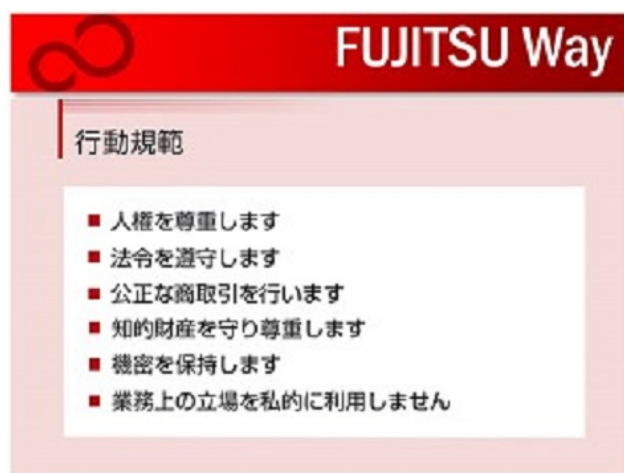 FUJITSU Way
行動規範
■ 人権を尊重します
■ 法令を遵守します
■ 公正な商取引を行います
■ 知的財産を守り尊重します
■ 機密を保持します
■ 業務上の立場を私的に利用しません